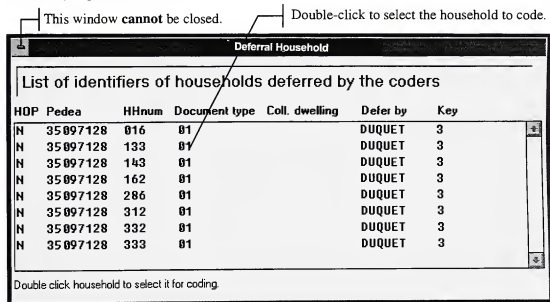 This window cannot be closed.
Double-click to select the household to code.
Deferral Household
List of identifiers of households deferred by the coders
HOP Pedea HHnum Document type Coll. dwelling Defer by Key
N 35097128 016 01 DUQUET 3
N 35097128 133 01 DUQUET 3
N 35097128 143 01 DUQUET 3
N 35097128 162 01 DUQUET 3
N 35097128 286 01 DUQUET 3
N 35097128 312 01 DUQUET 3
N 35097128 332 01 DUQUET 3
N 35097128 333 01 DUQUET 3
Double click household to select it for coding.